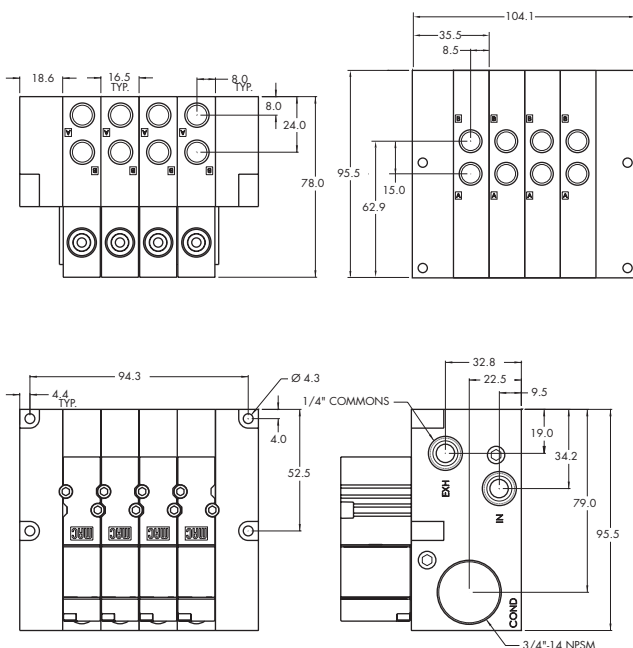 104.1
35.5
8.5
18.6
16.5
TYP.
8.0
TYP.
8.0
24.0
78.0
95.5
62.9
15.0
Y
Y
Y
Y
B
B
B
B
B
B
B
B
A
A
A
A
94.3
Ø 4.3
4.4
TYP.
4.0
52.5
MAC
MAC
MAC
MAC
32.8
22.5
9.5
1/4" COMMONS
19.0
34.2
79.0
95.5
EXH
IN
COND
3/4"-14 NPSM